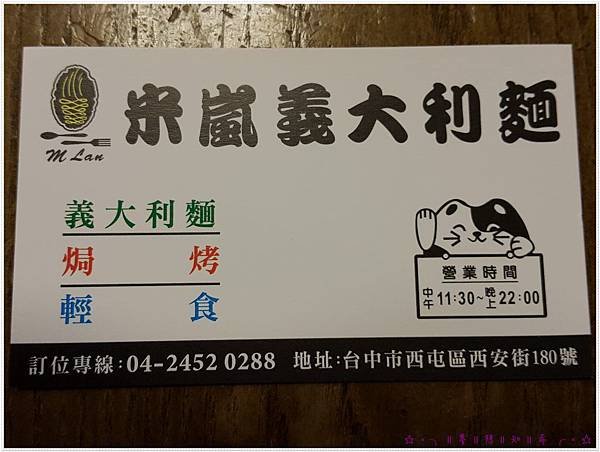 米嵐義大利麵
M Lan
義大利麵
焗 烤
輕 食
營業時間
中午11:30~晚上22:00
訂位專線:04-2452 0288 地址:台中市西屯區西安街180號